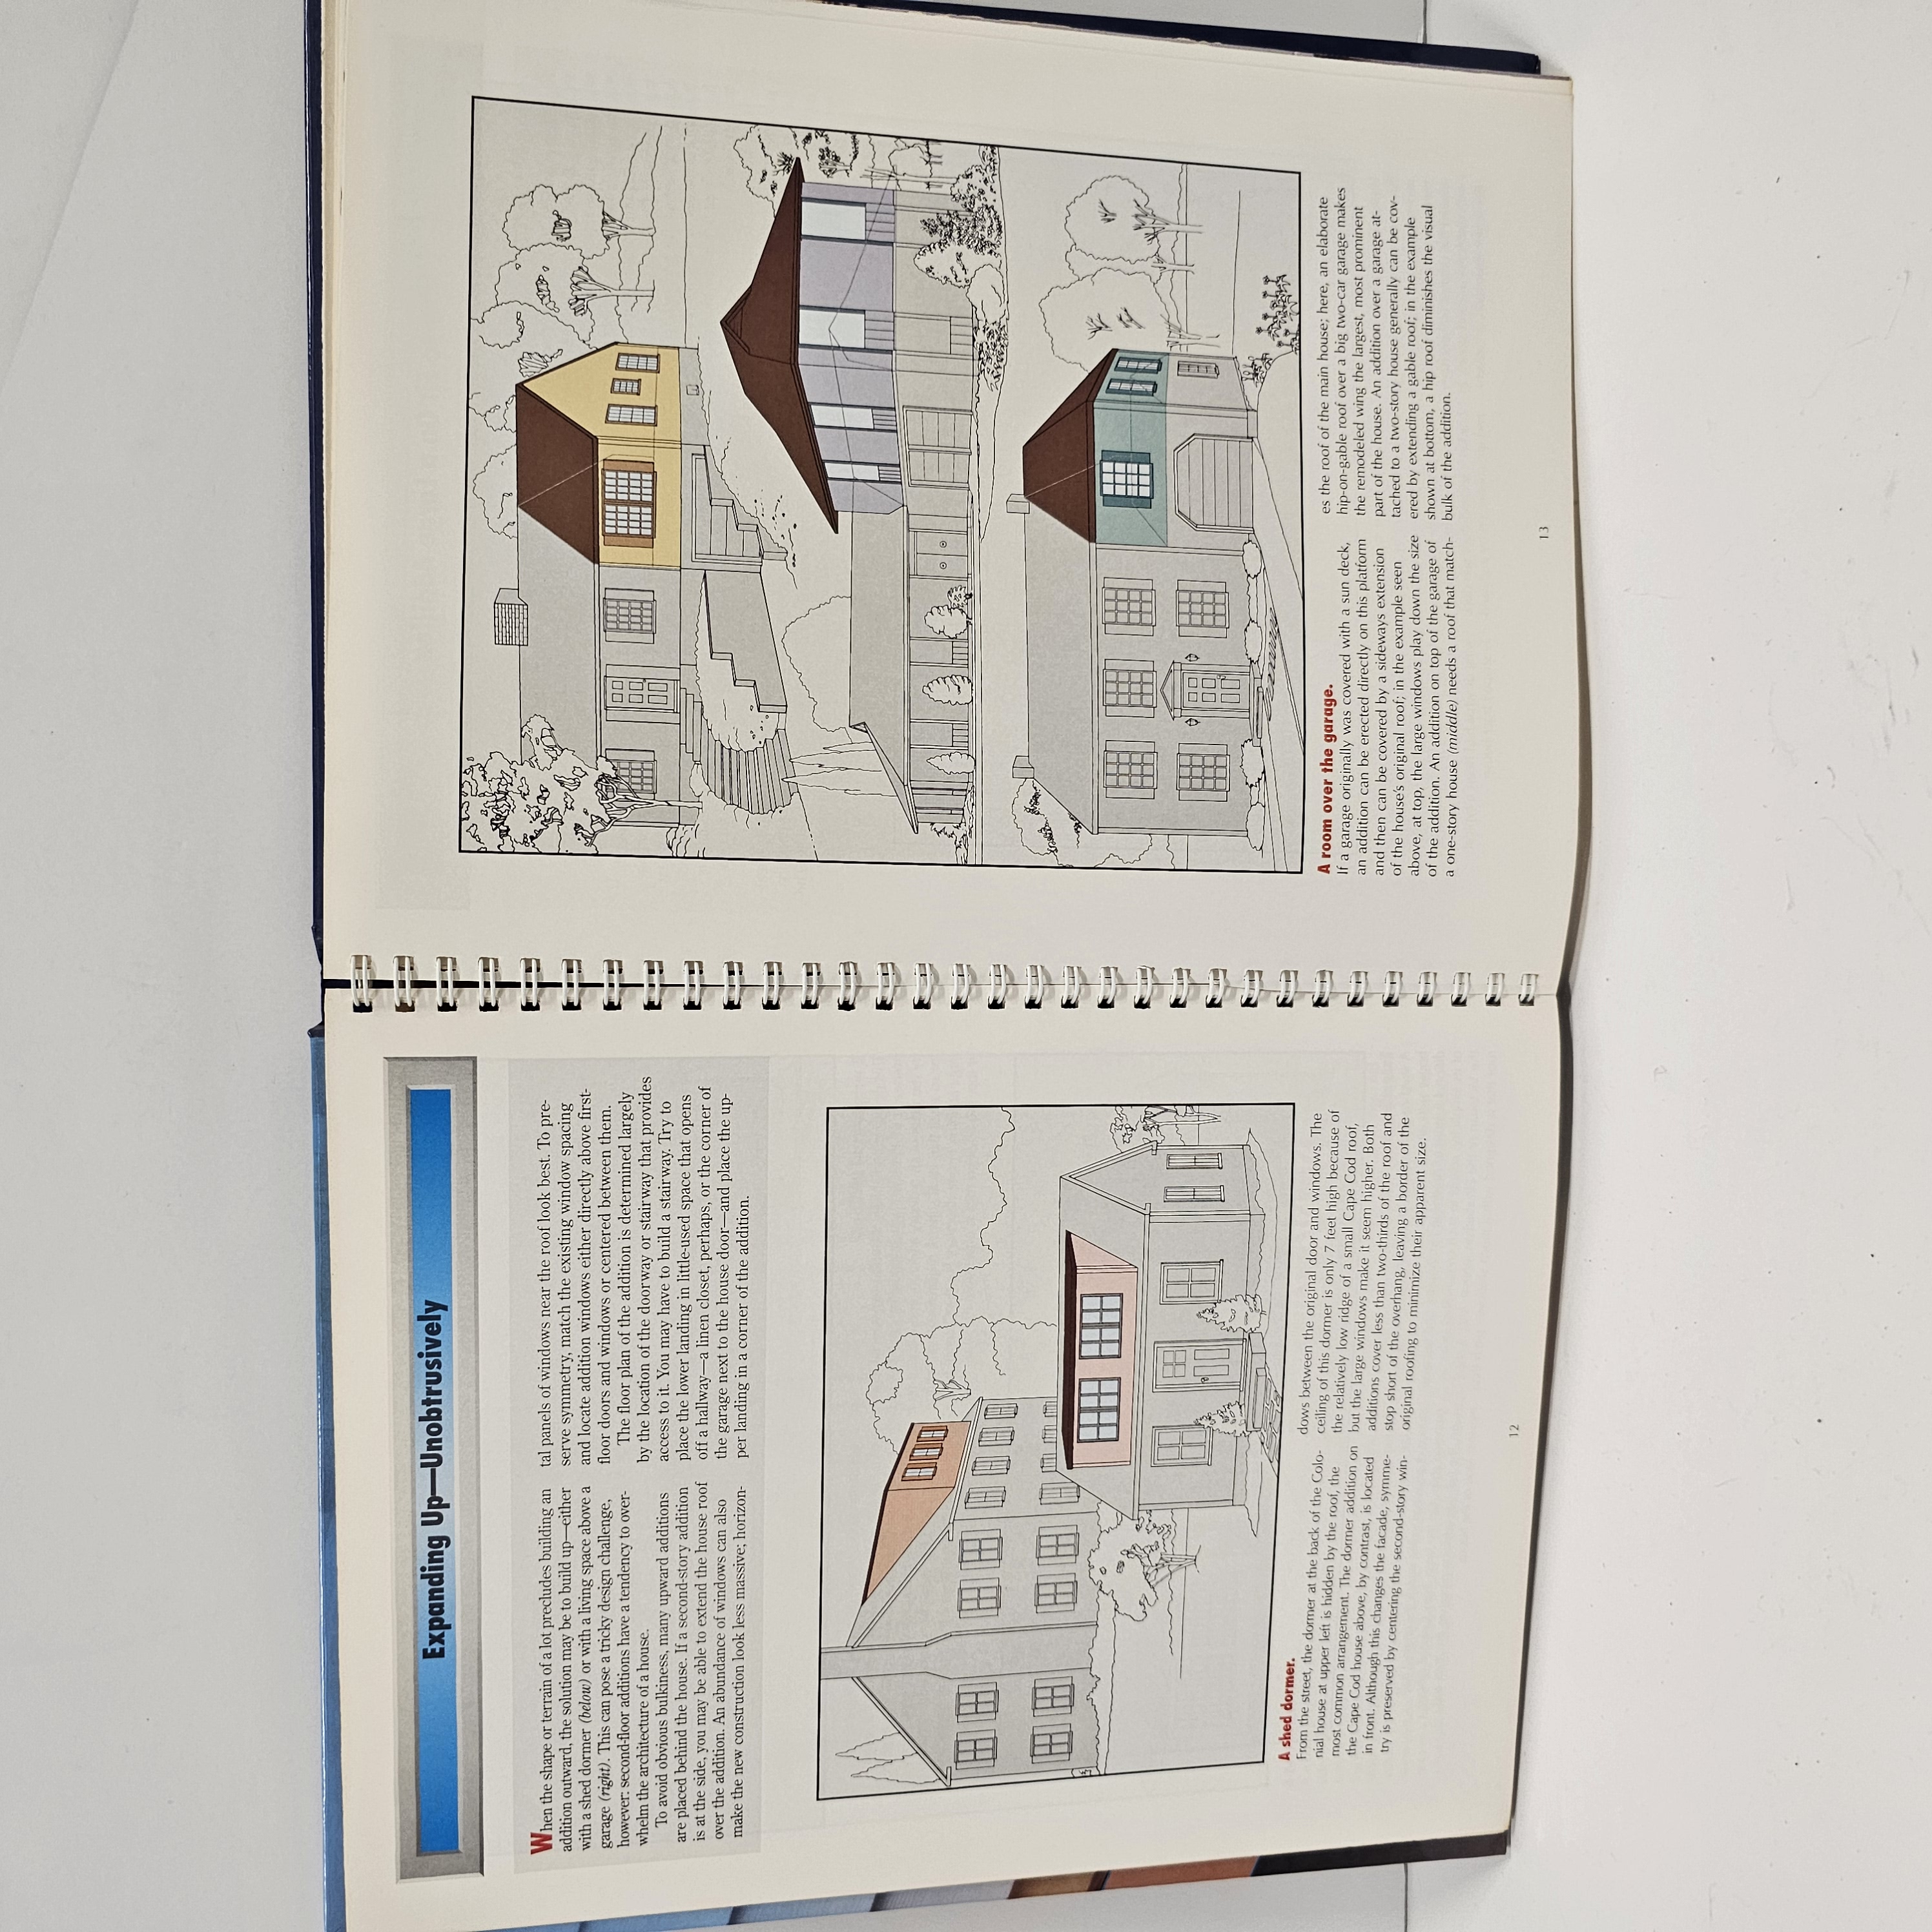 Expanding Up—Unobtrusively
When the shape or terrain of a lot precludes building an
addition outward, the solution may be to build up—either
with a shed dormer (below) or with a living space above a
garage (right). This can pose a tricky design challenge,
however: second-floor additions have a tendency to over-
whelm the architecture of a house.
To avoid obvious bulkiness, many upward additions
are placed behind the house. If a second-story addition
is at the side, you may be able to extend the house roof
over the addition. An abundance of windows can also
make the new construction look less massive; horizon-
tal panels of windows near the roof look best. To pre-
serve symmetry, match the existing window spacing
and locate addition windows either directly above first-
floor doors and windows or centered between them.
The floor plan of the addition is determined largely
by the location of the doorway or stairway that provides
access to it. You may have to build a stairway. Try to
place the lower landing in little-used space that opens
off a hallway—a linen closet, perhaps, or the corner of
the garage next to the house door—and place the up-
per landing in a corner of the addition.
A shed dormer.
From the street, the dormer at the back of the Colo-
nial house at upper left is hidden by the roof, the
most common arrangement. The dormer addition on
the Cape Cod house above, by contrast, is located
in front. Although this changes the facade, symme-
try is preserved by centering the second-story win-
dows between the original door and windows. The
ceiling of this dormer is only 7 feet high because of
the relatively low ridge of a small Cape Cod roof,
but the large windows make it seem higher. Both
additions cover less than two-thirds of the roof and
stop short of the overhang, leaving a border of the
original roofing to minimize their apparent size.
12
A room over the garage.
If a garage originally was covered with a sun deck,
an addition can be erected directly on this platform
and then can be covered by a sideways extension
of the house's original roof; in the example seen
above, at top, the large windows play down the size
of the addition. An addition on top of the garage of
a one-story house (middle) needs a roof that match-
es the roof of the main house; here, an elaborate
hip-on-gable roof over a big two-car garage makes
the remodeled wing the largest, most prominent
part of the house. An addition over a garage at-
tached to a two-story house generally can be cov-
ered by extending a gable roof; in the example
shown at bottom, a hip roof diminishes the visual
bulk of the addition.
13